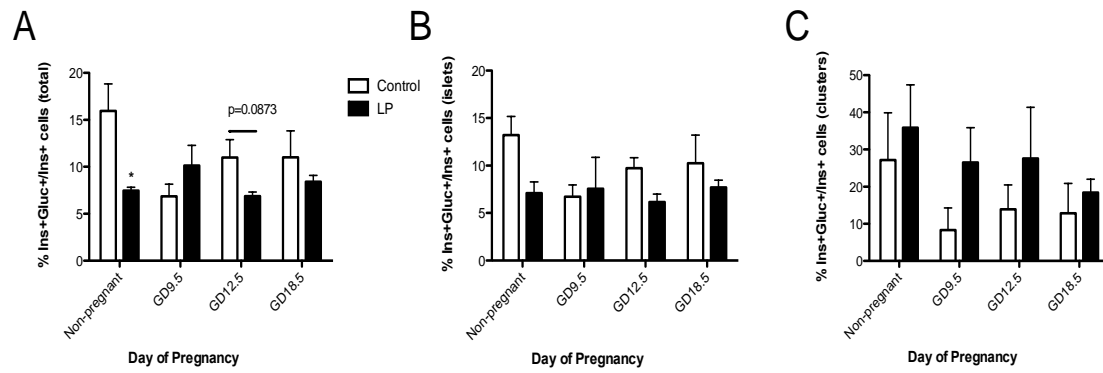 A
% Ins+Gluc+/Ins+ cells (total)
20
15
10
5
0
p=0.0873
*
Control
LP
Non-pregnant
GD9.5
GD12.5
GD18.5
Day of Pregnancy
B
% Ins+Gluc+/Ins+ cells (islets)
20
15
10
5
0
Non-pregnant
GD9.5
GD12.5
GD18.5
Day of Pregnancy
C
% Ins+Gluc+/Ins+ cells (clusters)
50
40
30
20
10
0
Non-pregnant
GD9.5
GD12.5
GD18.5
Day of Pregnancy